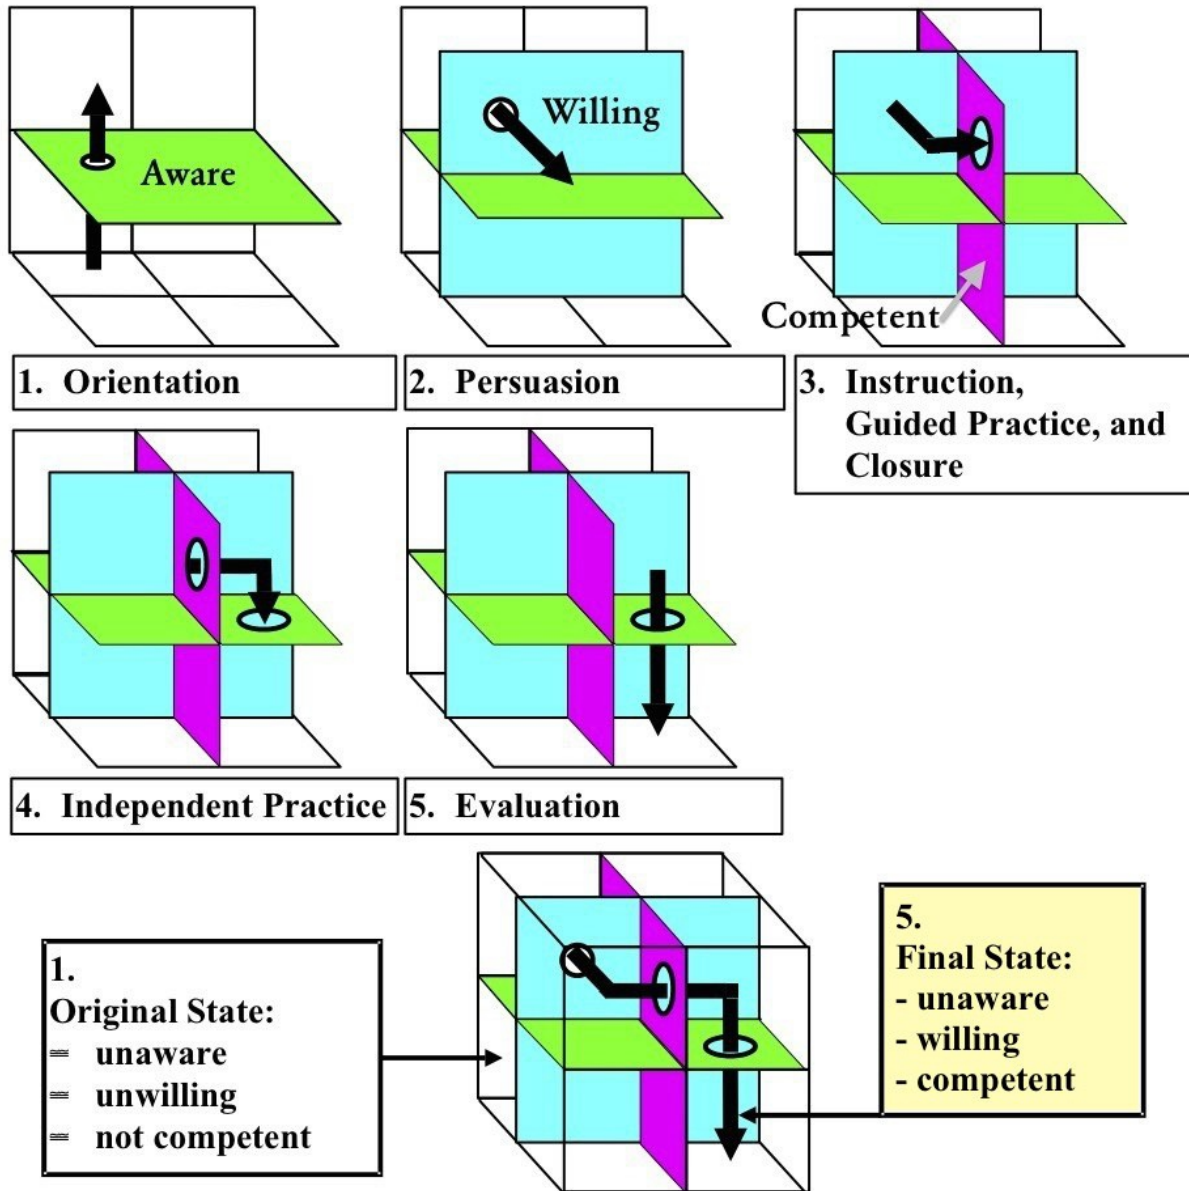 Aware
Willing
Competent
1. Orientation
2. Persuasion
3. Instruction,
Guided Practice, and
Closure
4. Independent Practice
5. Evaluation
1.
Original State:
= unaware
= unwilling
= not competent
5.
Final State:
- unaware
- willing
- competent